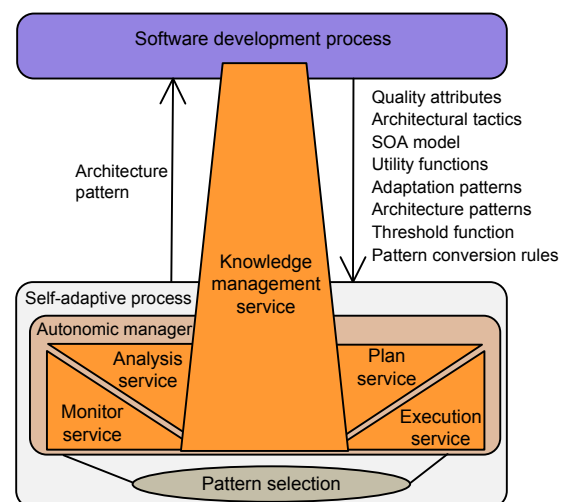 Software development process
Architecture
pattern
Quality attributes
Architectural tactics
SOA model
Utility functions
Adaptation patterns
Architecture patterns
Threshold function
Pattern conversion rules
Knowledge
management
service
Self-adaptive process
Autonomic manager
Analysis
service
Monitor
service
Plan
service
Execution
service
Pattern selection